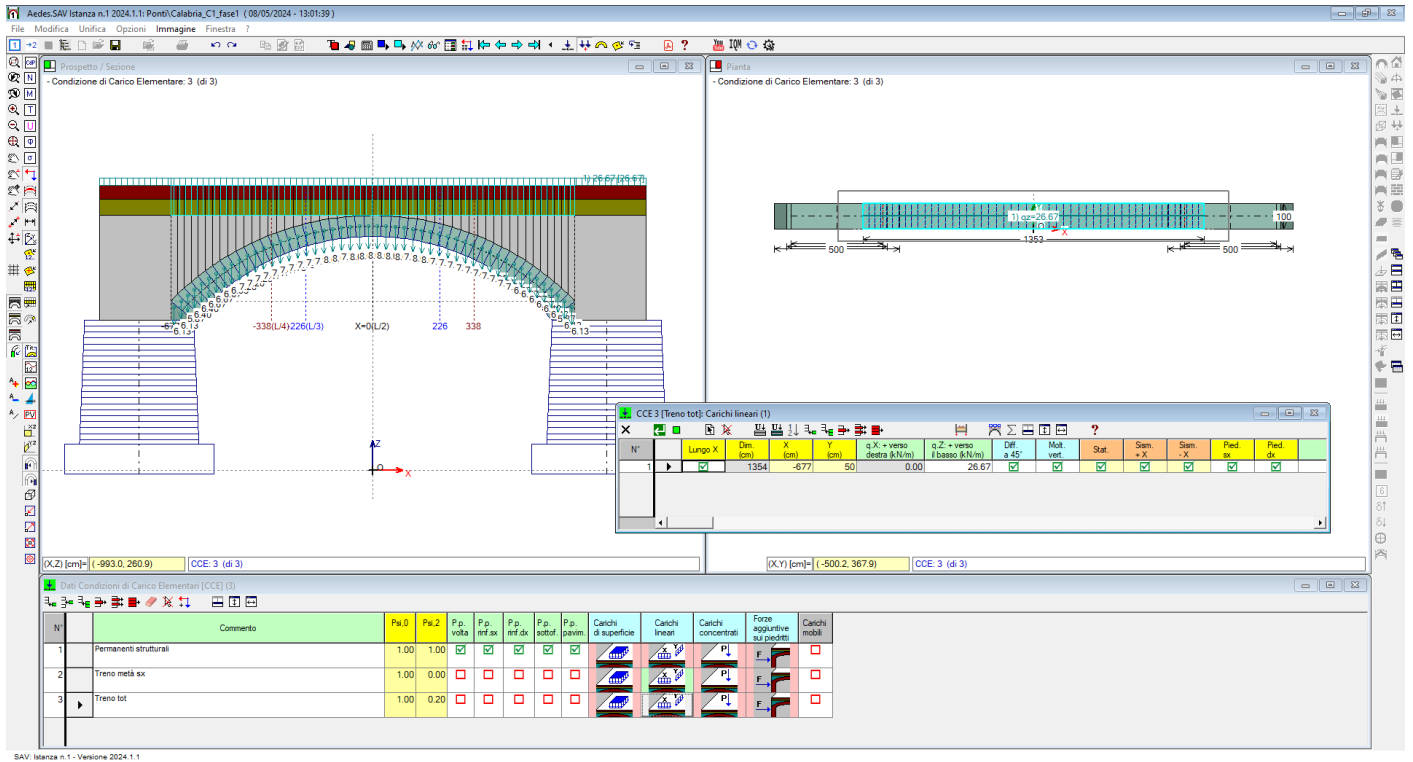 Aedes.SAV Istanza n.1 2024.1.1: Ponti\Calabria_C1_fase1 ( 08/05/2024 - 13:01:39 )
File Modifica Unifica Opzioni Immagine Finestra ?
Prospetto / Sezione
- Condizione di Carico Elementare: 3 (di 3)
1) 26.67 [26.67]
-338(L/4) -226(L/3) X=0(L/2) 226 338
6.13
6.13
Z
O
X
(X,Z) [cm]= ( -993.0, 260.9) CCE: 3 (di 3)
Pianta
- Condizione di Carico Elementare: 3 (di 3)
1) qz=26.67
100
X
1353
500
500
(X,Y) [cm]= ( -500.2, 367.9) CCE: 3 (di 3)
CCE 3 [Treno tot]: Carichi lineari (1)
N° Lungo X Dim. (cm) X (cm) Y (cm) q.X: + verso destra (kN/m) q.Z: + verso il basso (kN/m) Diff. a 45° Molt. vert. Stat. Sism. + X Sism. - X Pied. sx Pied. dx
1 1354 -677 50 0.00 26.67
Dati Condizioni di Carico Elementari [CCE] (3)
N° Commento Psi,0 Psi,2 P.p. volta P.p. rinf.sx P.p. rinf.dx P.p. sottof. P.p. pavim. Carichi di superficie Carichi lineari Carichi concentrati Forze aggiuntive sui piedritti Carichi mobili
1 Permanenti strutturali 1.00 1.00
2 Treno metà sx 1.00 0.00
3 Treno tot 1.00 0.20
SAV: Istanza n.1 - Versione 2024.1.1